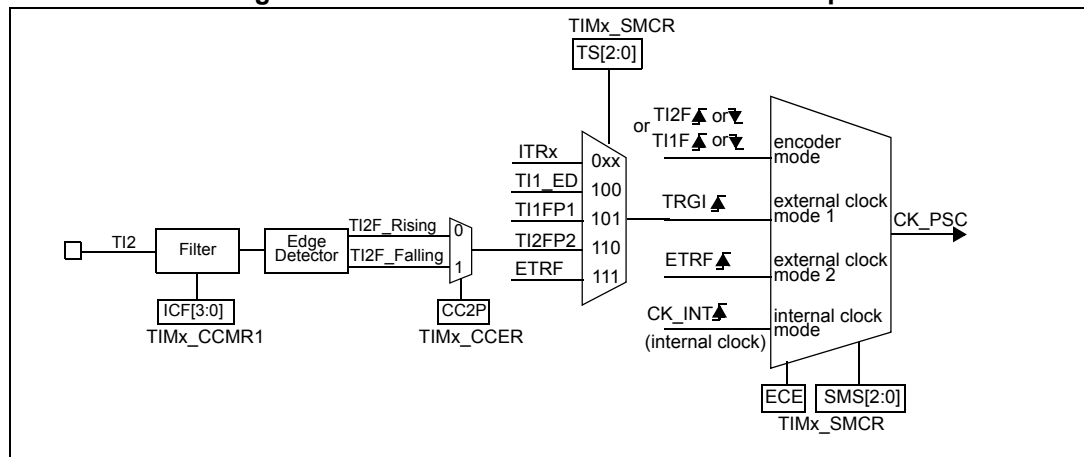 TIMx_SMCR
TS[2:0]
or TI2F or
TI1F or
encoder
mode
ITRx
0xx
TI1_ED
100
TI1FP1
101
TRGI
external clock
mode 1
CK_PSC
TI2
Filter
Edge
Detector
TI2F_Rising
TI2F_Falling
0
1
TI2FP2
110
ETRF
111
ETRF
external clock
mode 2
ICF[3:0]
TIMx_CCMR1
CC2P
TIMx_CCER
CK_INT
(internal clock)
internal clock
mode
ECE
SMS[2:0]
TIMx_SMCR